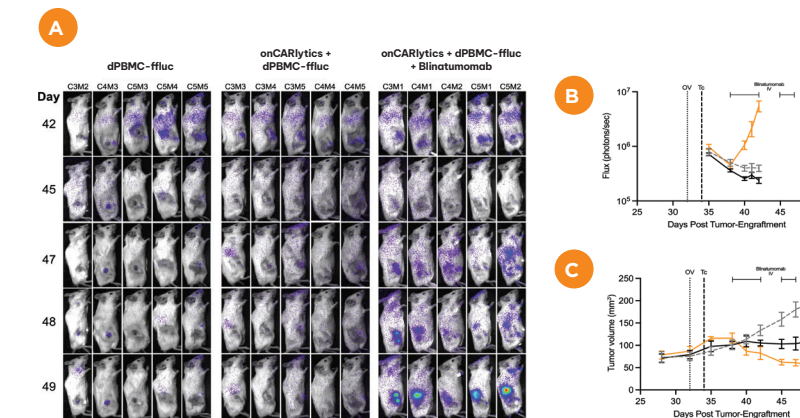 A
dPBMC-ffluc
onCARlytics +
dPBMC-ffluc
onCARlytics + dPBMC-ffluc
+ Blinatumomab
C3M2 C4M3 C5M3 C5M4 C5M5
C3M3 C3M4 C3M5 C4M4 C4M5
C3M1 C4M1 C4M2 C5M1 C5M2
Day
42
45
47
48
49
B
OV Tc
Blinatumomab
IV
10⁷
10⁶
10⁵
Flux (photons/sec)
25 30 35 40 45
Days Post Tumor-Engraftment
C
OV Tc
Blinatumomab
IV
250
200
150
100
50
0
Tumor volume (mm³)
25 30 35 40 45
Days Post Tumor-Engraftment